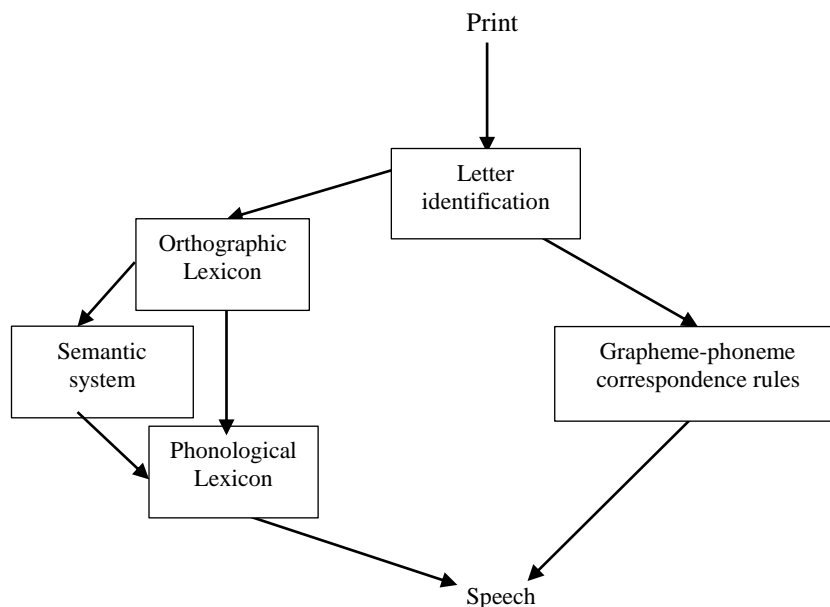 Print
Letter
identification
Orthographic
Lexicon
Semantic
system
Grapheme-phoneme
correspondence rules
Phonological
Lexicon
Speech